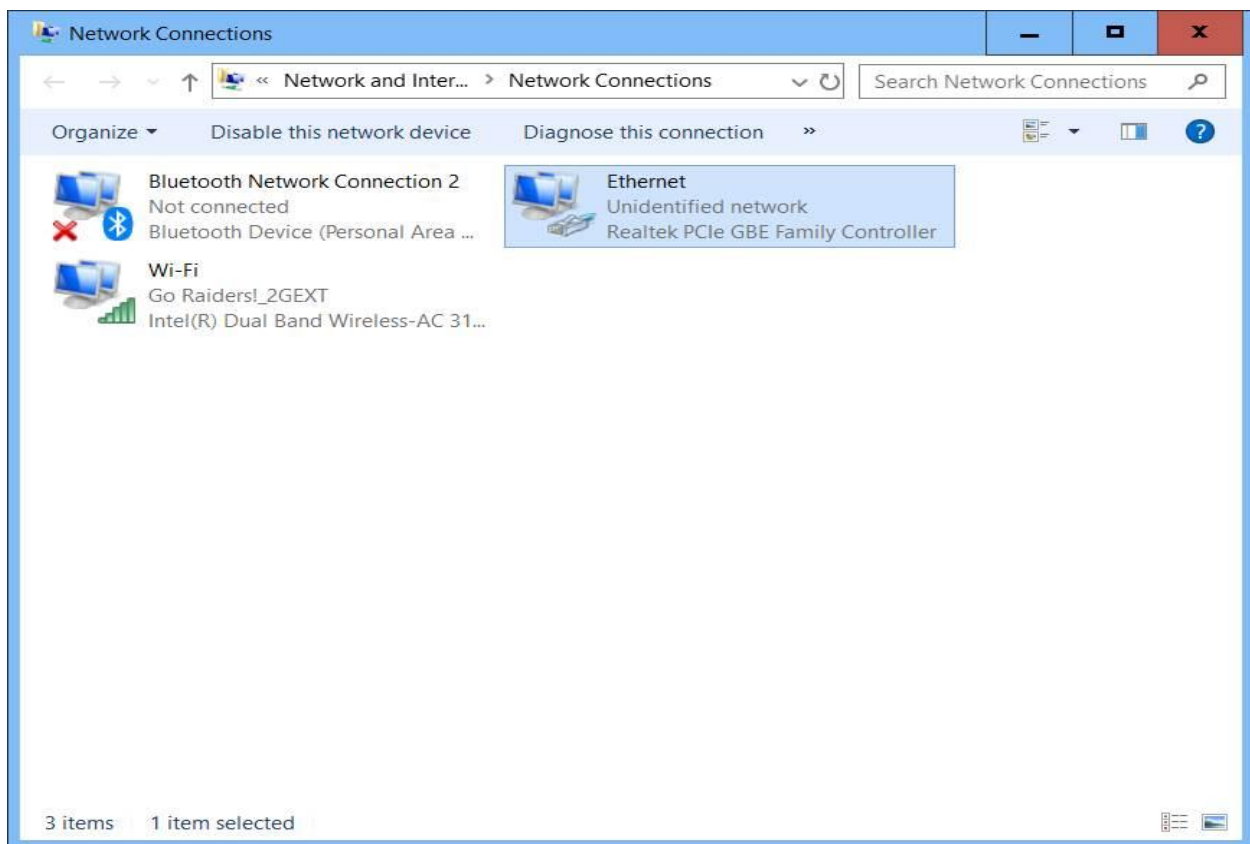 Network Connections
« Network and Inter... > Network Connections
Search Network Connections
Organize
Disable this network device
Diagnose this connection
»
Bluetooth Network Connection 2
Not connected
Bluetooth Device (Personal Area ...
Ethernet
Unidentified network
Realtek PCIe GBE Family Controller
Wi-Fi
Go Raiders!_2GEXT
Intel(R) Dual Band Wireless-AC 31...
3 items
1 item selected